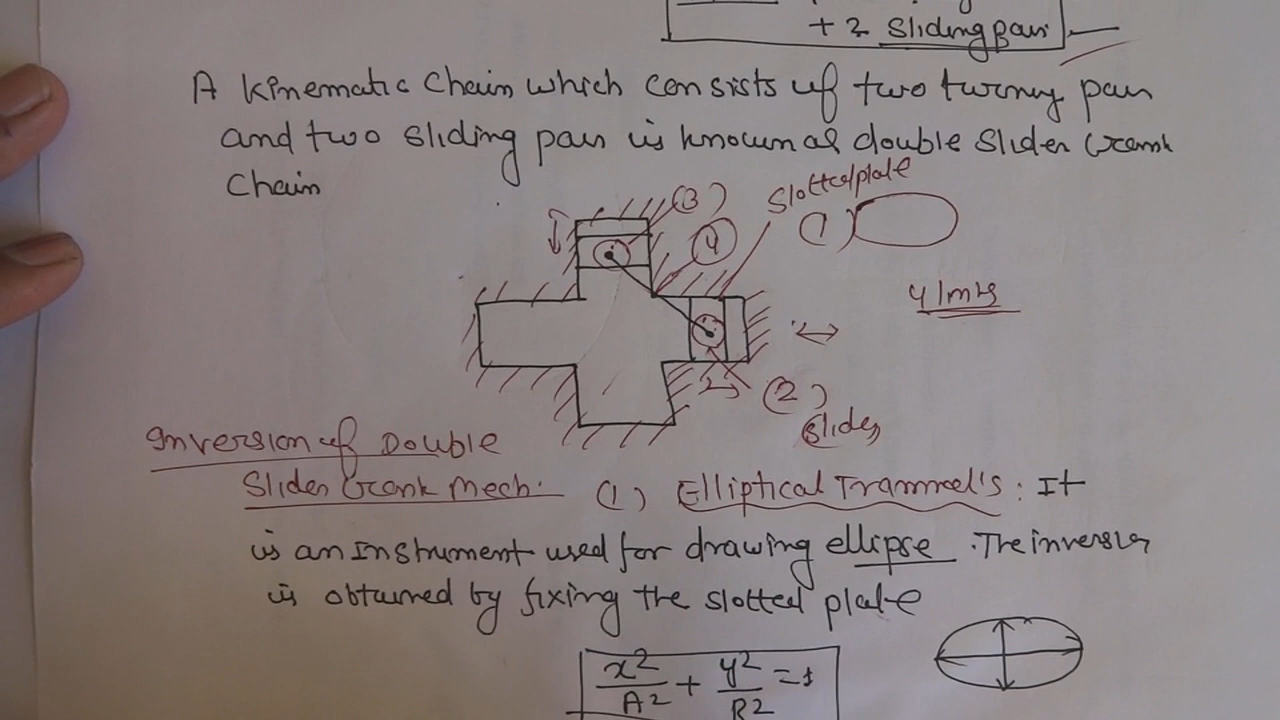 + 2 Sliding pair
A Kinematic Chain which consists of two turning pair
and two sliding pair is known as double Slider Crank
Chain
(3)
Slotted plate
(4)
(1)
4 links
(2)
Slider
Inversion of Double
Slider Crank Mech. (1) Elliptical Trammel's : It
is an Instrument used for drawing ellipse . The inversion
is obtained by fixing the slotted plate
x²/A² + y²/B² = 1